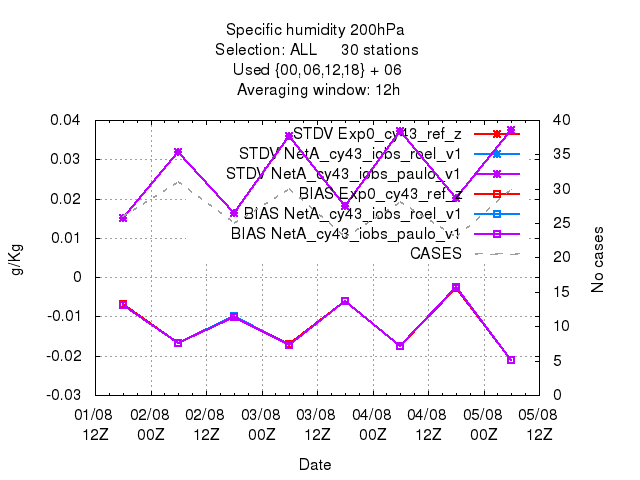 Specific humidity 200hPa
Selection: ALL 30 stations
Used {00,06,12,18} + 06
Averaging window: 12h
STDV Exp0_cy43_ref_z
STDV NetA_cy43_iobs_roel_v1
STDV NetA_cy43_iobs_paulo_v1
BIAS Exp0_cy43_ref_z
BIAS NetA_cy43_iobs_roel_v1
BIAS NetA_cy43_iobs_paulo_v1
CASES
g/Kg
0.04
0.03
0.02
0.01
0
-0.01
-0.02
-0.03
No cases
40
35
30
25
20
15
10
5
0
01/08 02/08 02/08 03/08 03/08 04/08 04/08 05/08 05/08
12Z 00Z 12Z 00Z 12Z 00Z 12Z 00Z 12Z
Date